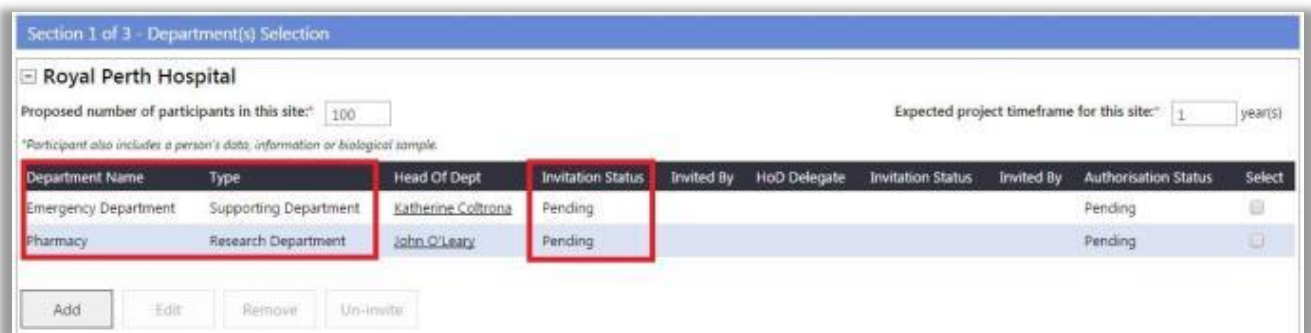 Section 1 of 3 - Department(s) Selection
Royal Perth Hospital
Proposed number of participants in this site:* 100 Expected project timeframe for this site:* 1 year(s)
*Participant also includes a person's data, information or biological sample.
Department Name Type Head Of Dept Invitation Status Invited By HoD Delegate Invitation Status Invited By Authorisation Status Select
Emergency Department Supporting Department Katherine Coltrona Pending Pending
Pharmacy Research Department John O'Leary Pending Pending
Add Edit Remove Un-invite